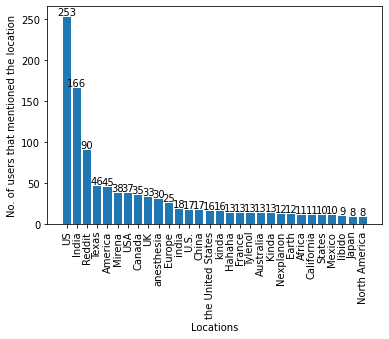 No. of users that mentioned the location
250
200
150
100
50
0
253
166
90
46
45
38
37
35
33
30
25
18
17
17
16
16
13
13
13
13
13
12
12
11
11
10
10
9
8
8
US
India
Reddit
Texas
America
Mirena
USA
Canada
UK
anesthesia
Europe
india
U.S.
China
the United States
kinda
Hahaha
France
Tylenol
Australia
Kinda
Nexplanon
Earth
Africa
California
States
Mexico
libido
Japan
North America
Locations